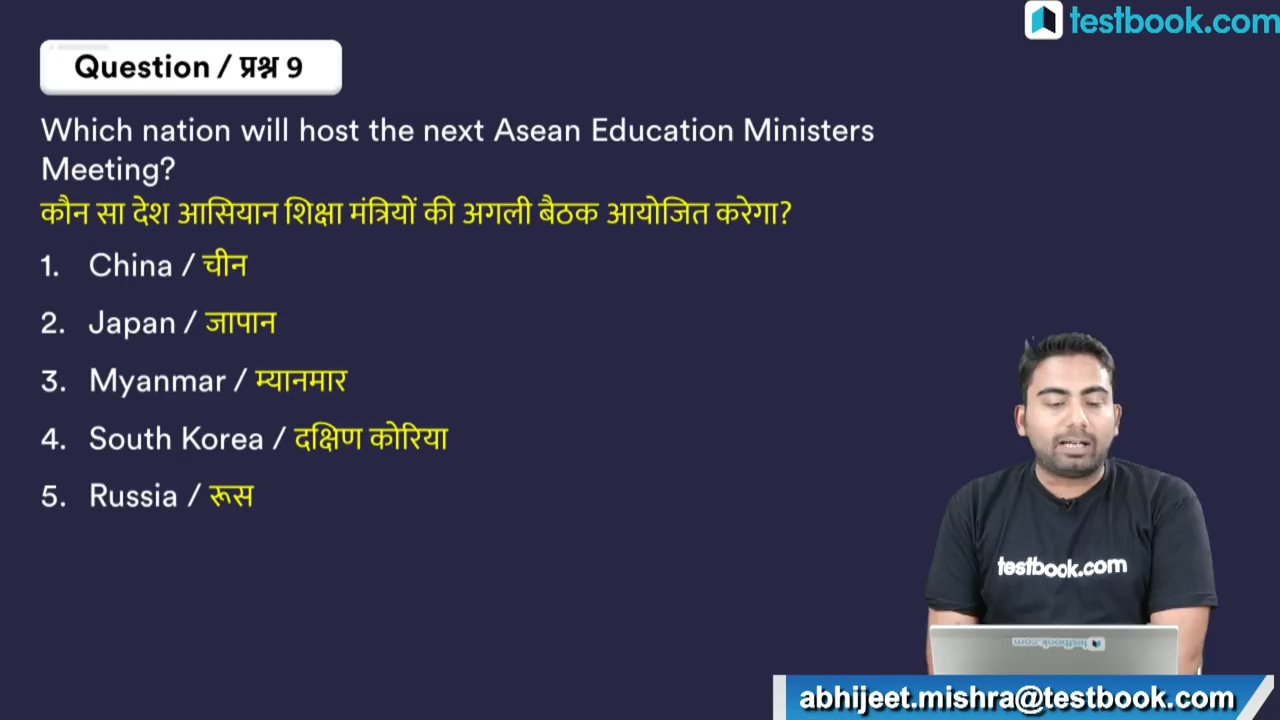 testbook.com
Question / प्रश्न 9
Which nation will host the next Asean Education Ministers
Meeting?
कौन सा देश आसियान शिक्षा मंत्रियों की अगली बैठक आयोजित करेगा?
1. China / चीन
2. Japan / जापान
3. Myanmar / म्यानमार
4. South Korea / दक्षिण कोरिया
5. Russia / रूस
testbook.com
testbook.com
abhijeet.mishra@testbook.com